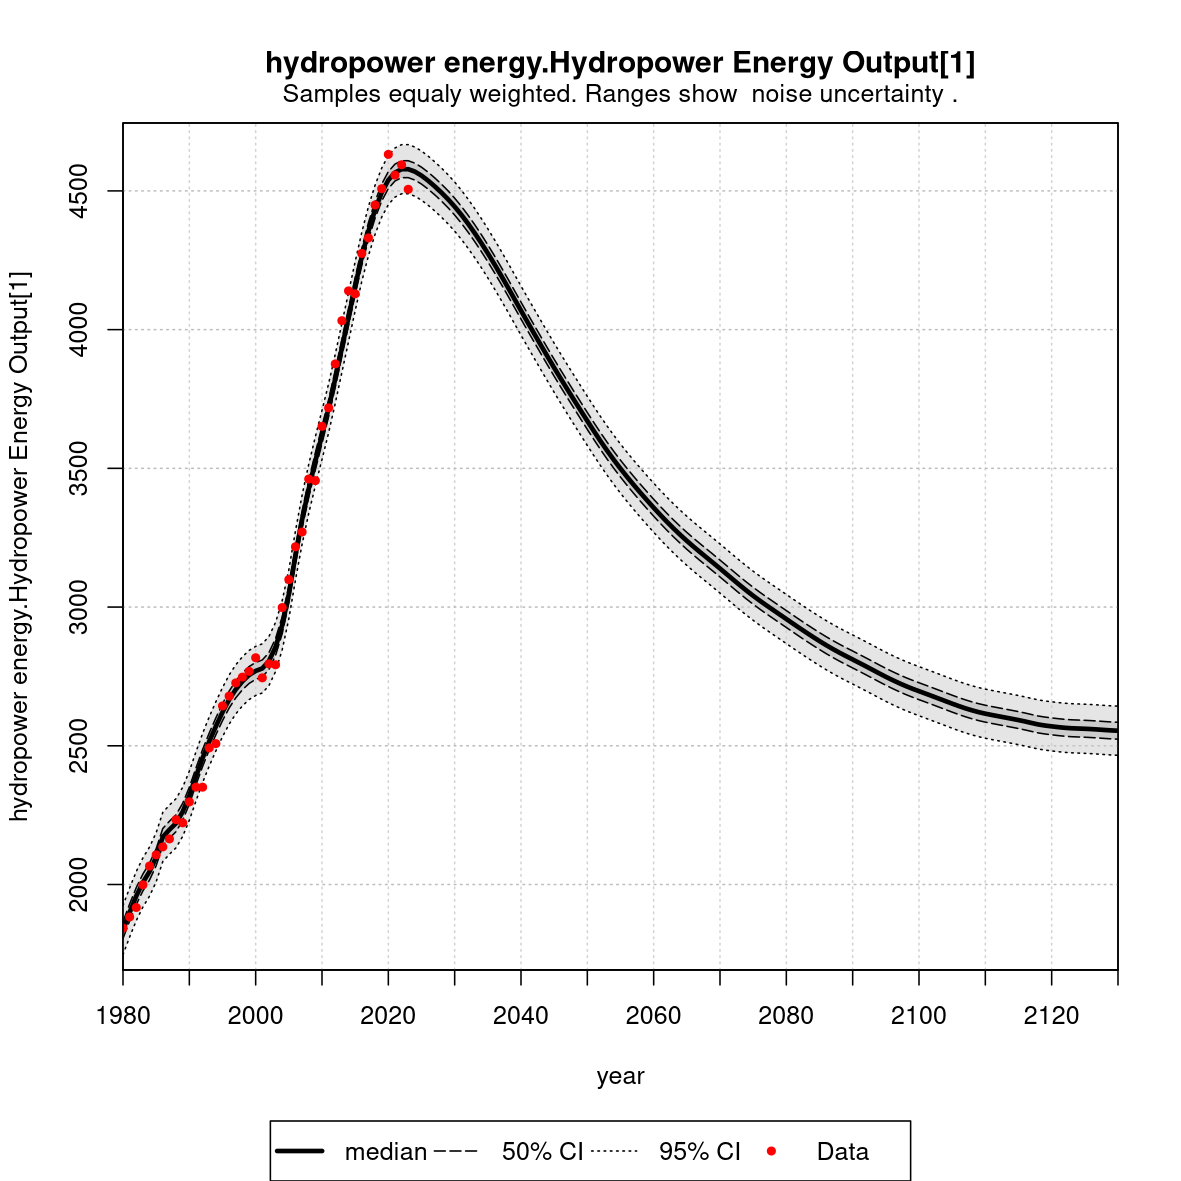 hydropower energy.Hydropower Energy Output[1]
Samples equaly weighted. Ranges show  noise uncertainty .
hydropower energy.Hydropower Energy Output[1]
4500
4000
3500
3000
2500
2000
1980 2000 2020 2040 2060 2080 2100 2120
year
median 50% CI 95% CI Data